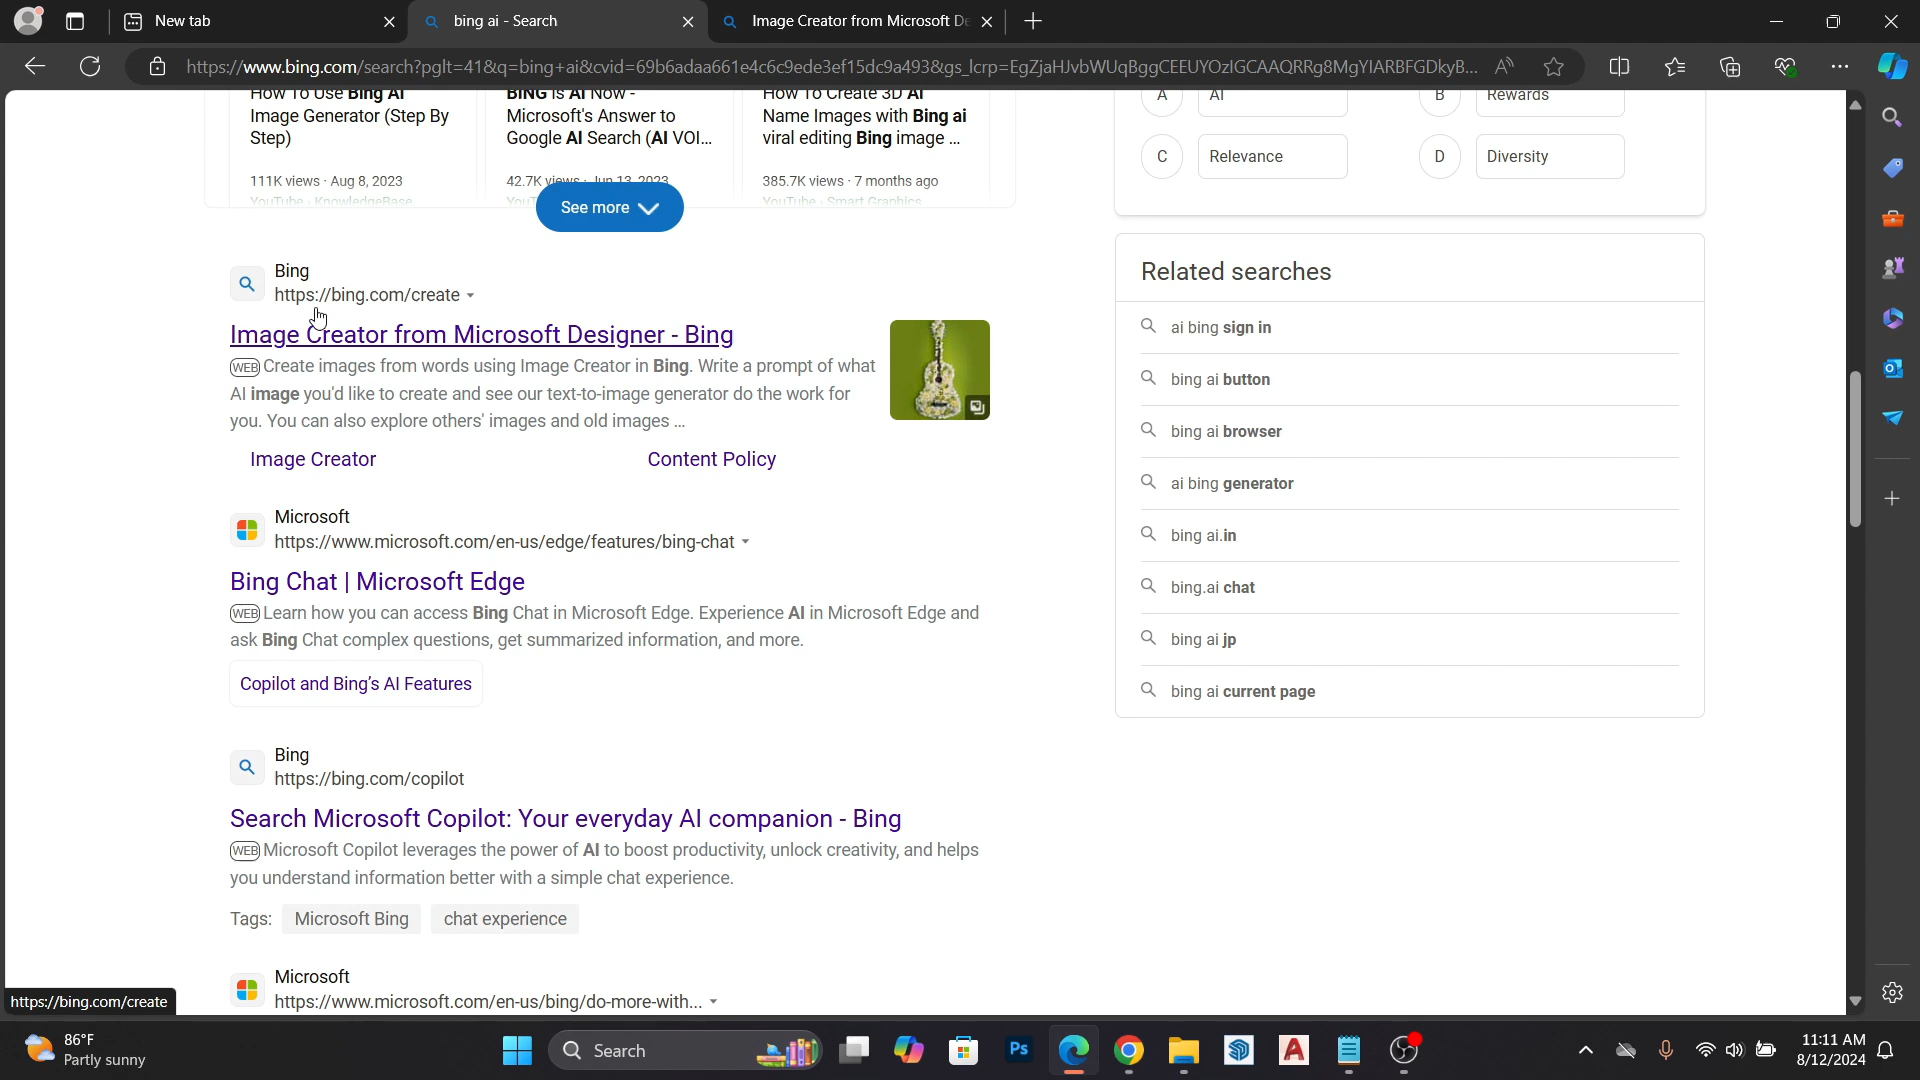 New tab
bing ai - Search
Image Creator from Microsoft De
https://www.bing.com/search?pglt=41&q=bing+ai&cvid=69b6adaa661e4c6c9ede3ef15dc9a493&gs_lcrp=EgZjaHJvbWUqBggCEEUYOzIGCAAQRRg8MgYIARBFGDkyB...
How To Use Bing AI
Image Generator (Step By
Step)
111K views · Aug 8, 2023
YouTube · KnowledgeBase
BING is AI Now -
Microsoft's Answer to
Google AI Search (AI VOI...
42.7K views · Jun 13, 2023
How To Create 3D AI
Name Images with Bing ai
viral editing Bing image ...
385.7K views · 7 months ago
YouTube · Smart Graphics
See more
A AI
B Rewards
C Relevance
D Diversity
Bing
https://bing.com/create
Image Creator from Microsoft Designer - Bing
WEB Create images from words using Image Creator in Bing. Write a prompt of what
AI image you'd like to create and see our text-to-image generator do the work for
you. You can also explore others' images and old images ...
Image Creator
Content Policy
Microsoft
https://www.microsoft.com/en-us/edge/features/bing-chat
Bing Chat | Microsoft Edge
WEB Learn how you can access Bing Chat in Microsoft Edge. Experience AI in Microsoft Edge and
ask Bing Chat complex questions, get summarized information, and more.
Copilot and Bing's AI Features
Bing
https://bing.com/copilot
Search Microsoft Copilot: Your everyday AI companion - Bing
WEB Microsoft Copilot leverages the power of AI to boost productivity, unlock creativity, and helps
you understand information better with a simple chat experience.
Tags: Microsoft Bing chat experience
Microsoft
https://www.microsoft.com/en-us/bing/do-more-with...
Related searches
ai bing sign in
bing ai button
bing ai browser
ai bing generator
bing ai.in
bing.ai chat
bing ai jp
bing ai current page
https://bing.com/create
86°F
Partly sunny
Search
Ps
11:11 AM
8/12/2024